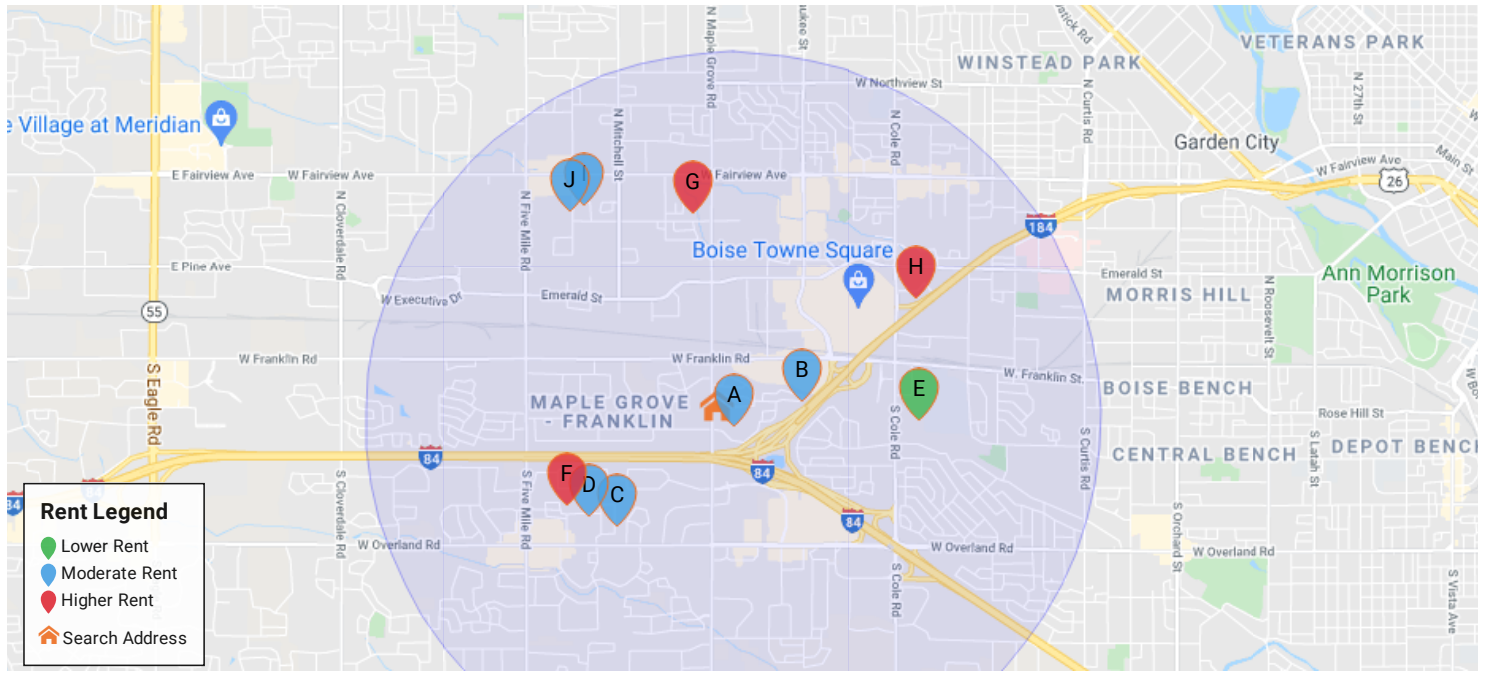 N Maple Grove Rd
VETERANS PARK
WINSTEAD PARK
W Northview St
N Curtis Rd
N 27th St
e Village at Meridian
N Mitchell St
N Cole Rd
Garden City
Main St
W Fairview Ave
26
E Fairview Ave
W Fairview Ave
J
I
G
Fairview Ave
N Cloverdale Rd
N Five Mile Rd
184
Boise Towne Square
H
E Pine Ave
Emerald St
Ann Morrison
Park
W Executive Dr
Emerald St
MORRIS HILL
N Roosevelt St
55
W Franklin Rd
W Franklin Rd
B
W. Franklin St.
BOISE BENCH
S Eagle Rd
A
E
MAPLE GROVE
- FRANKLIN
Rose Hill St
S Cole Rd
S Curtis Rd
S Latah St
DEPOT BENCH
CENTRAL BENCH
84
84
F
D
C
84
84
S Cloverdale Rd
S Five Mile Rd
84
S Orchard St
W Overland Rd
W Overland Rd
W Overland Rd
S Cole Rd
S Vista Ave
Rent Legend
Lower Rent
Moderate Rent
Higher Rent
Search Address